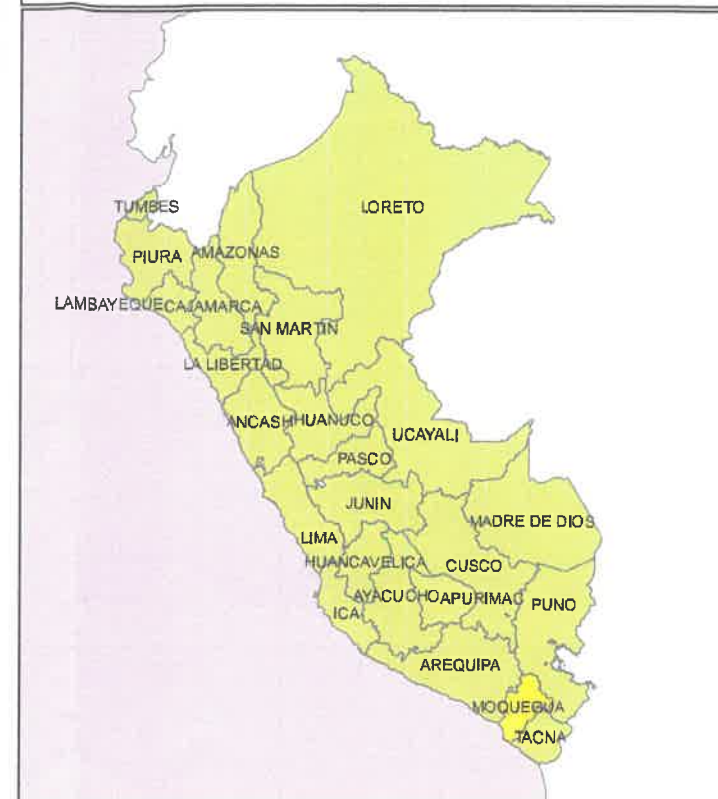 TUMBES
LORETO
PIURA
AMAZONAS
LAMBAYEQUE
CAJAMARCA
SAN MARTIN
LA LIBERTAD
ANCASH
HUANUCO
UCAYALI
PASCO
JUNIN
MADRE DE DIOS
LIMA
HUANCAVELICA
CUSCO
AYACUCHO
APURIMAC
PUNO
ICA
AREQUIPA
MOQUEGUA
TACNA